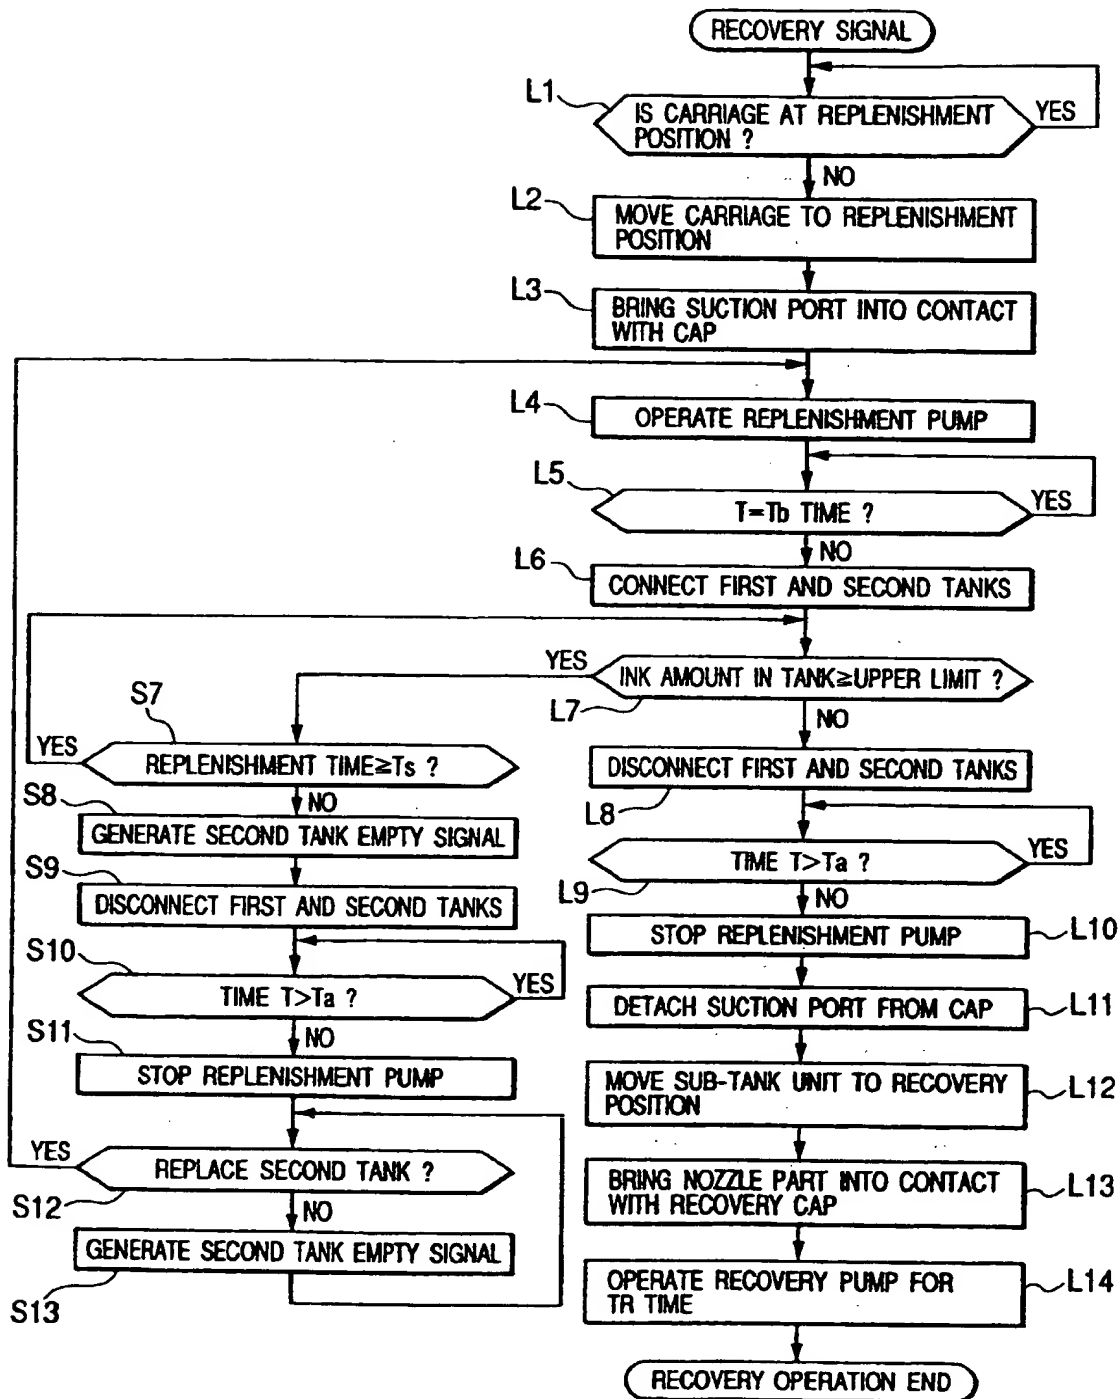 RECOVERY SIGNAL
L1
IS CARRIAGE AT REPLENISHMENT
POSITION ?
YES
NO
L2
MOVE CARRIAGE TO REPLENISHMENT
POSITION
L3
BRING SUCTION PORT INTO CONTACT
WITH CAP
L4
OPERATE REPLENISHMENT PUMP
L5
T=Tb TIME ?
YES
NO
L6
CONNECT FIRST AND SECOND TANKS
YES
INK AMOUNT IN TANK≧UPPER LIMIT ?
L7
NO
S7
YES
REPLENISHMENT TIME≧Ts ?
NO
DISCONNECT FIRST AND SECOND TANKS
L8
S8
GENERATE SECOND TANK EMPTY SIGNAL
TIME T>Ta ?
YES
L9
NO
S9
DISCONNECT FIRST AND SECOND TANKS
STOP REPLENISHMENT PUMP
L10
S10
TIME T>Ta ?
YES
NO
DETACH SUCTION PORT FROM CAP
L11
S11
STOP REPLENISHMENT PUMP
MOVE SUB-TANK UNIT TO RECOVERY
POSITION
L12
YES
REPLACE SECOND TANK ?
S12
NO
BRING NOZZLE PART INTO CONTACT
WITH RECOVERY CAP
L13
GENERATE SECOND TANK EMPTY SIGNAL
S13
OPERATE RECOVERY PUMP FOR
TR TIME
L14
RECOVERY OPERATION END